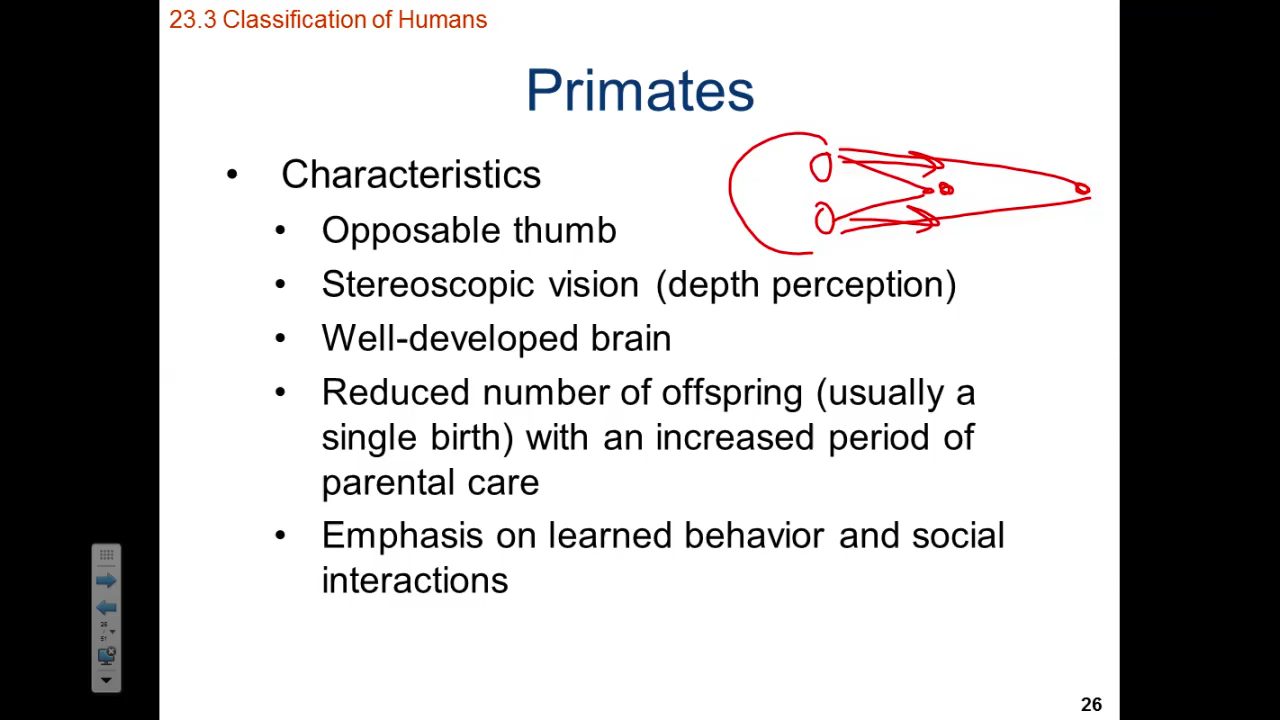 23.3 Classification of Humans
Primates
• Characteristics
• Opposable thumb
• Stereoscopic vision (depth perception)
• Well-developed brain
• Reduced number of offspring (usually a
single birth) with an increased period of
parental care
• Emphasis on learned behavior and social
interactions
26